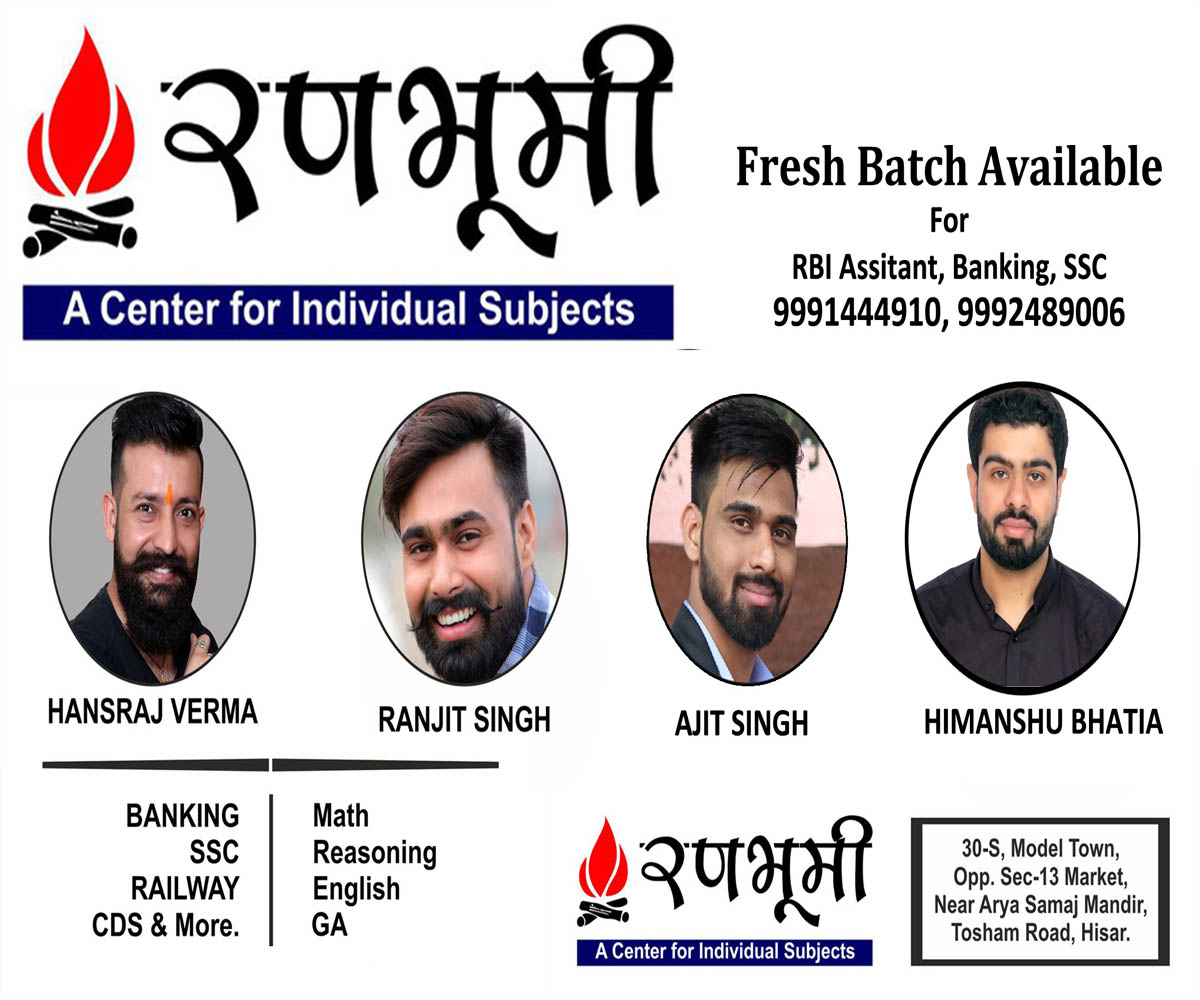 रणभूमी
A Center for Individual Subjects
Fresh Batch Available
For
RBI Assitant, Banking, SSC
9991444910, 9992489006
HANSRAJ VERMA
RANJIT SINGH
AJIT SINGH
HIMANSHU BHATIA
BANKING
SSC
RAILWAY
CDS & More.
Math
Reasoning
English
GA
रणभूमी
A Center for Individual Subjects
30-S, Model Town,
Opp. Sec-13 Market,
Near Arya Samaj Mandir,
Tosham Road, Hisar.